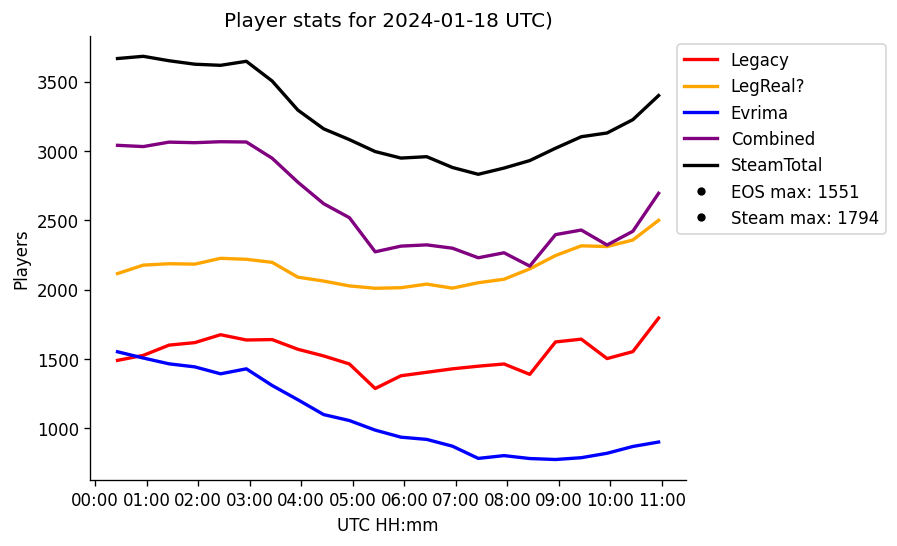 Player stats for 2024-01-18 UTC)
Legacy
LegReal?
Evrima
Combined
SteamTotal
EOS max: 1551
Steam max: 1794
Players
3500
3000
2500
2000
1500
1000
00:00 01:00 02:00 03:00 04:00 05:00 06:00 07:00 08:00 09:00 10:00 11:00
UTC HH:mm